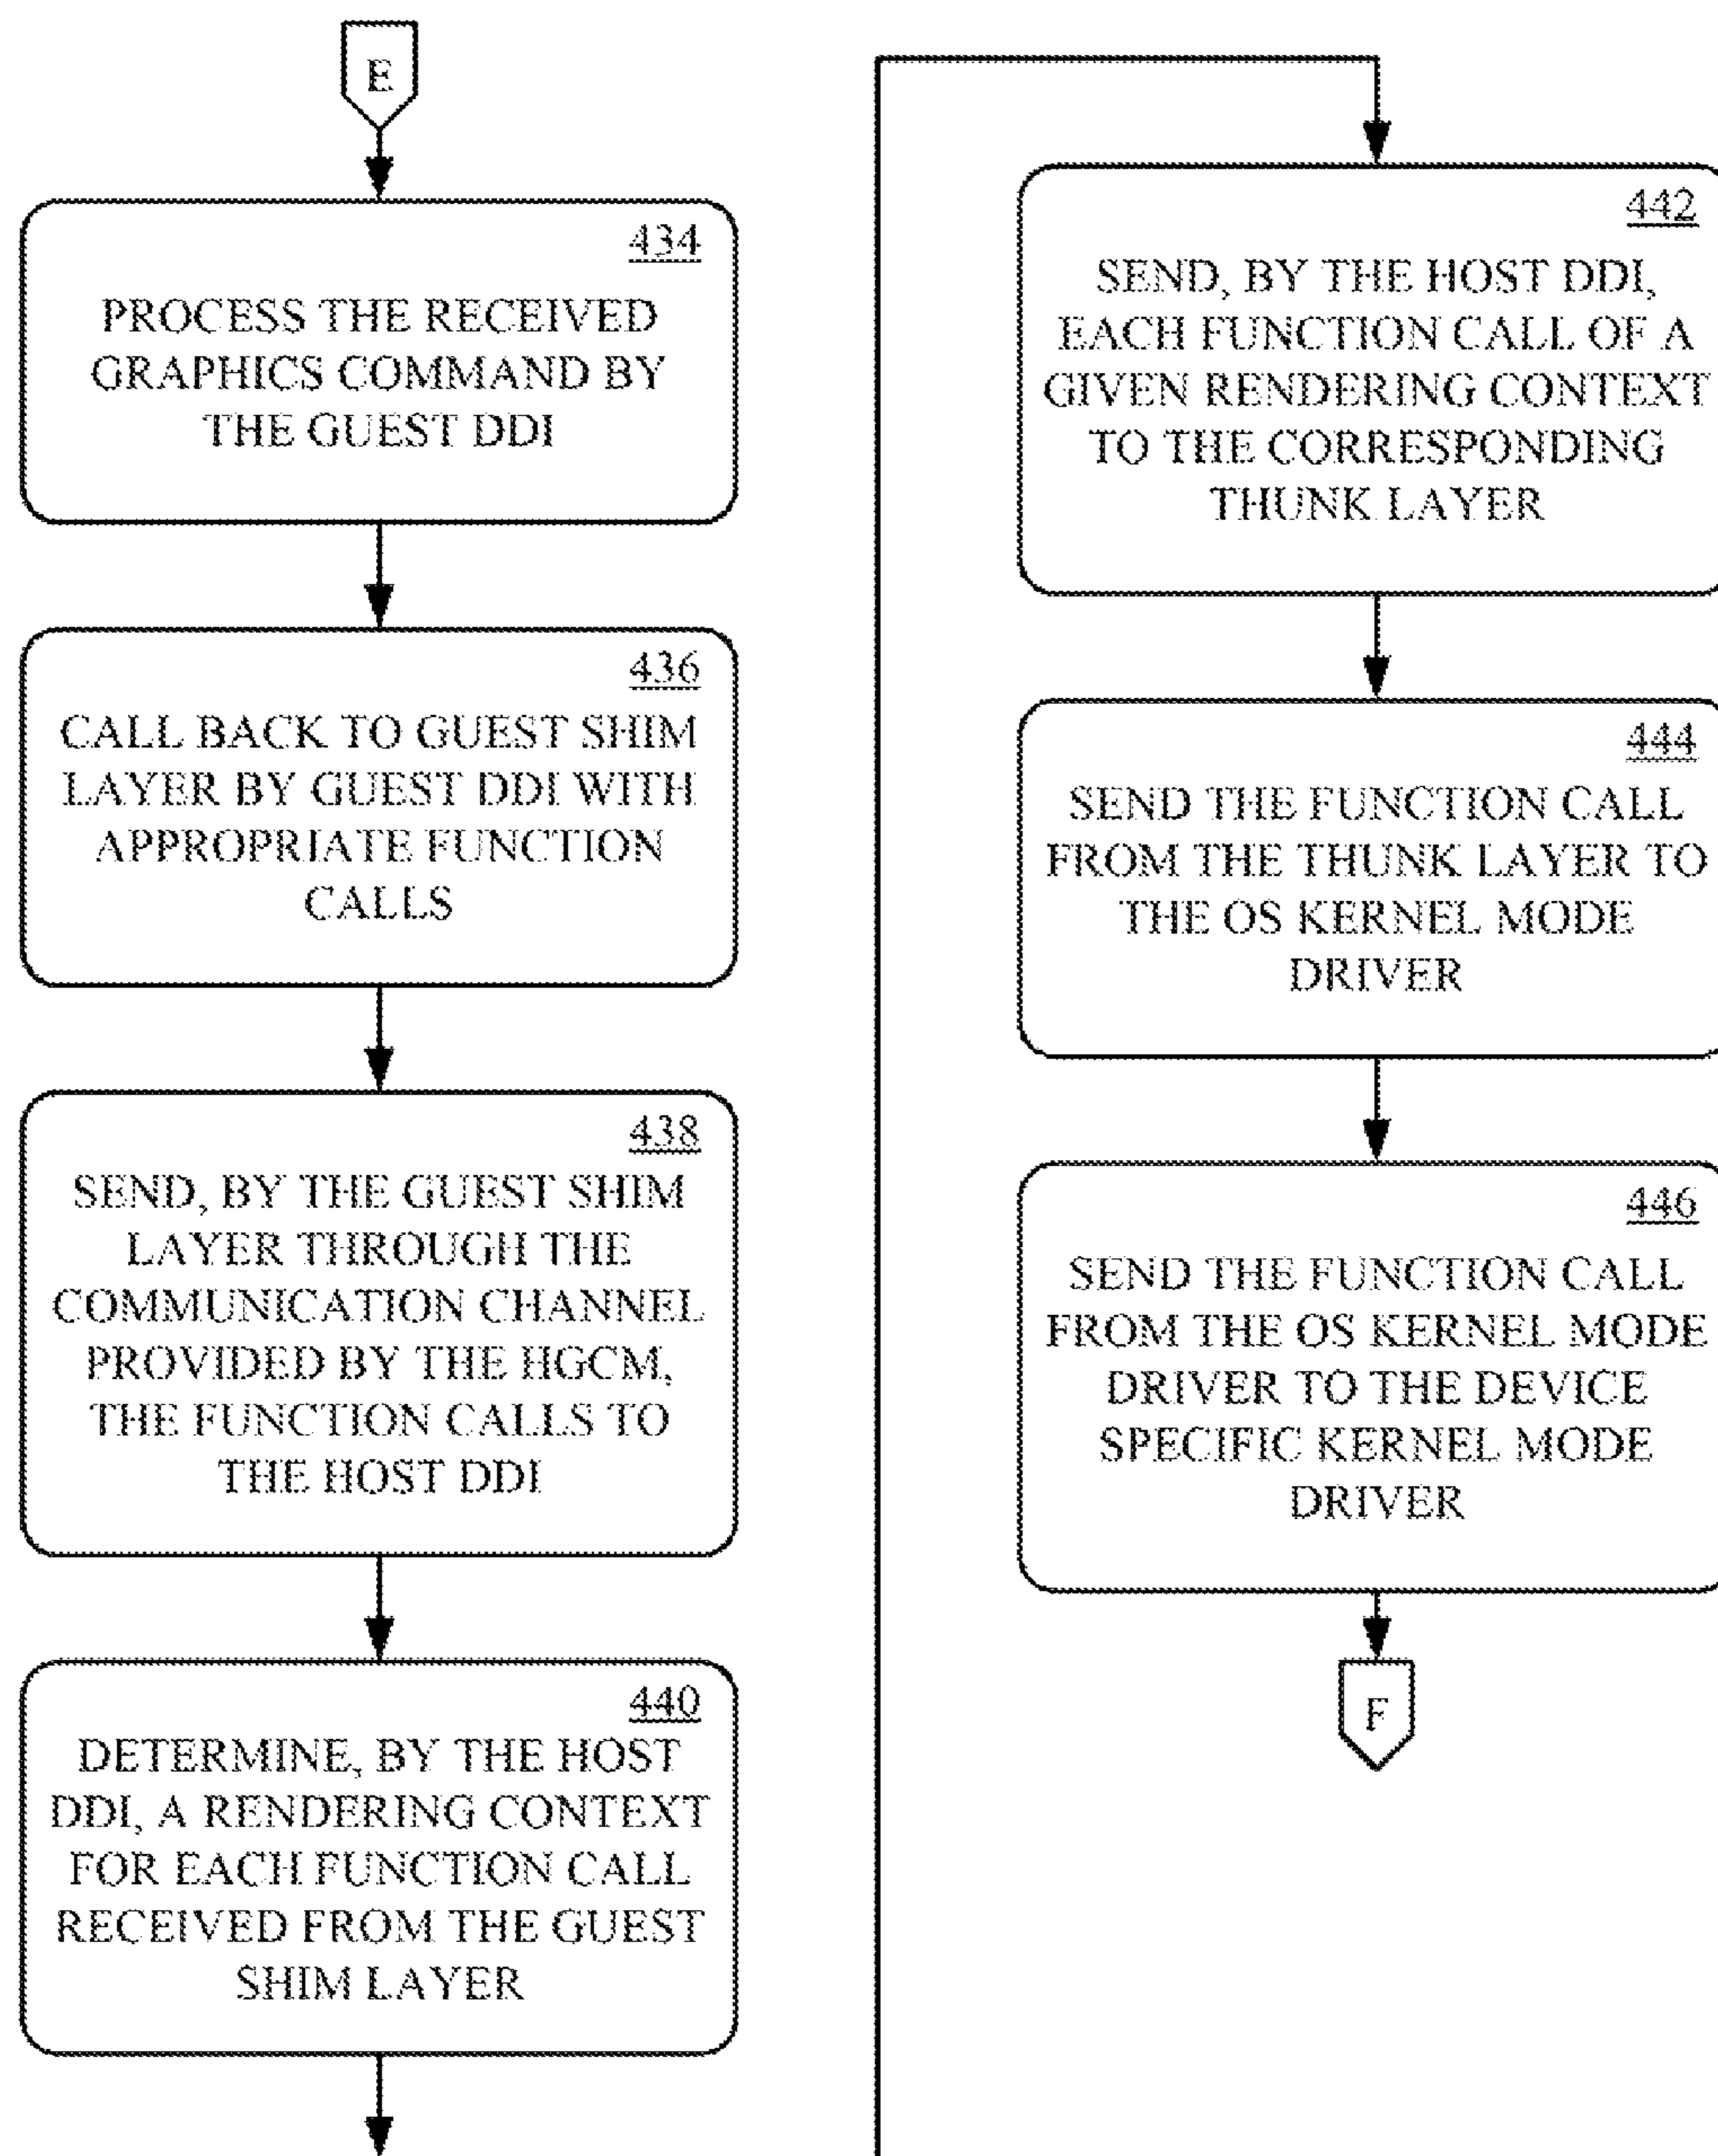 E
434
PROCESS THE RECEIVED
GRAPHICS COMMAND BY
THE GUEST DDI
436
CALL BACK TO GUEST SHIM
LAYER BY GUEST DDI WITH
APPROPRIATE FUNCTION
CALLS
438
SEND, BY THE GUEST SHIM
LAYER THROUGH THE
COMMUNICATION CHANNEL
PROVIDED BY THE HGCM,
THE FUNCTION CALLS TO
THE HOST DDI
440
DETERMINE, BY THE HOST
DDI, A RENDERING CONTEXT
FOR EACH FUNCTION CALL
RECEIVED FROM THE GUEST
SHIM LAYER
442
SEND, BY THE HOST DDI,
EACH FUNCTION CALL OF A
GIVEN RENDERING CONTEXT
TO THE CORRESPONDING
THUNK LAYER
444
SEND THE FUNCTION CALL
FROM THE THUNK LAYER TO
THE OS KERNEL MODE
DRIVER
446
SEND THE FUNCTION CALL
FROM THE OS KERNEL MODE
DRIVER TO THE DEVICE
SPECIFIC KERNEL MODE
DRIVER
F